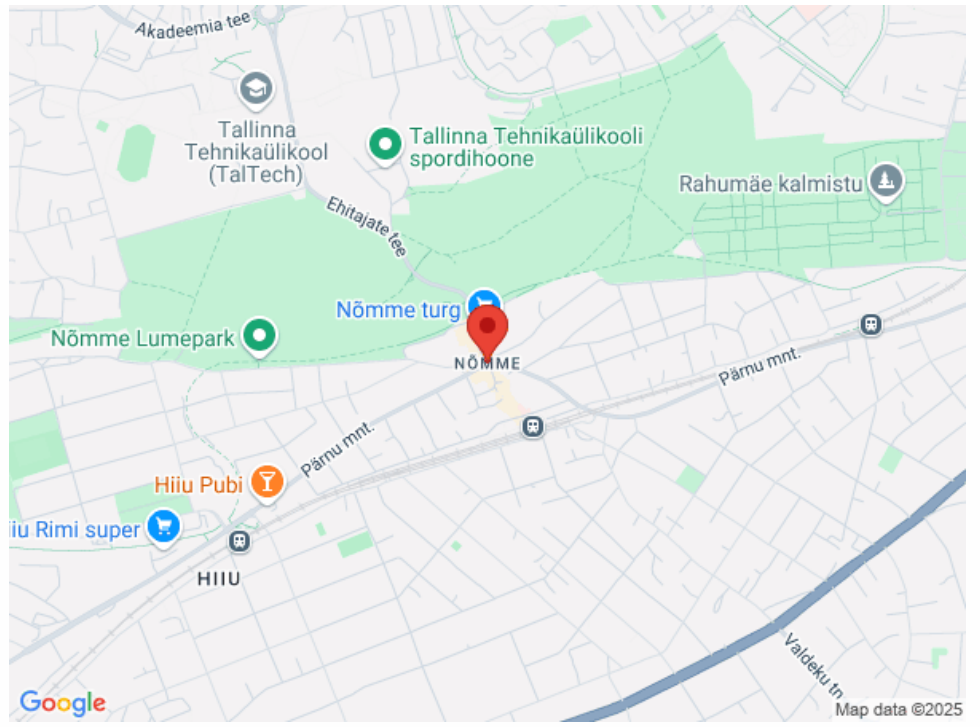 Akadeemia tee
Tallinna
Tehnikaülikool
(TalTech)
Tallinna Tehnikaülikooli
spordihoone
Rahumäe kalmistu
Ehitajate tee
Nõmme turg
Nõmme Lumepark
NÕMME
Pärnu mnt.
Pärnu mnt.
Hiiu Pubi
iu Rimi super
HIIU
Valdeku tn
Google
Map data ©2025